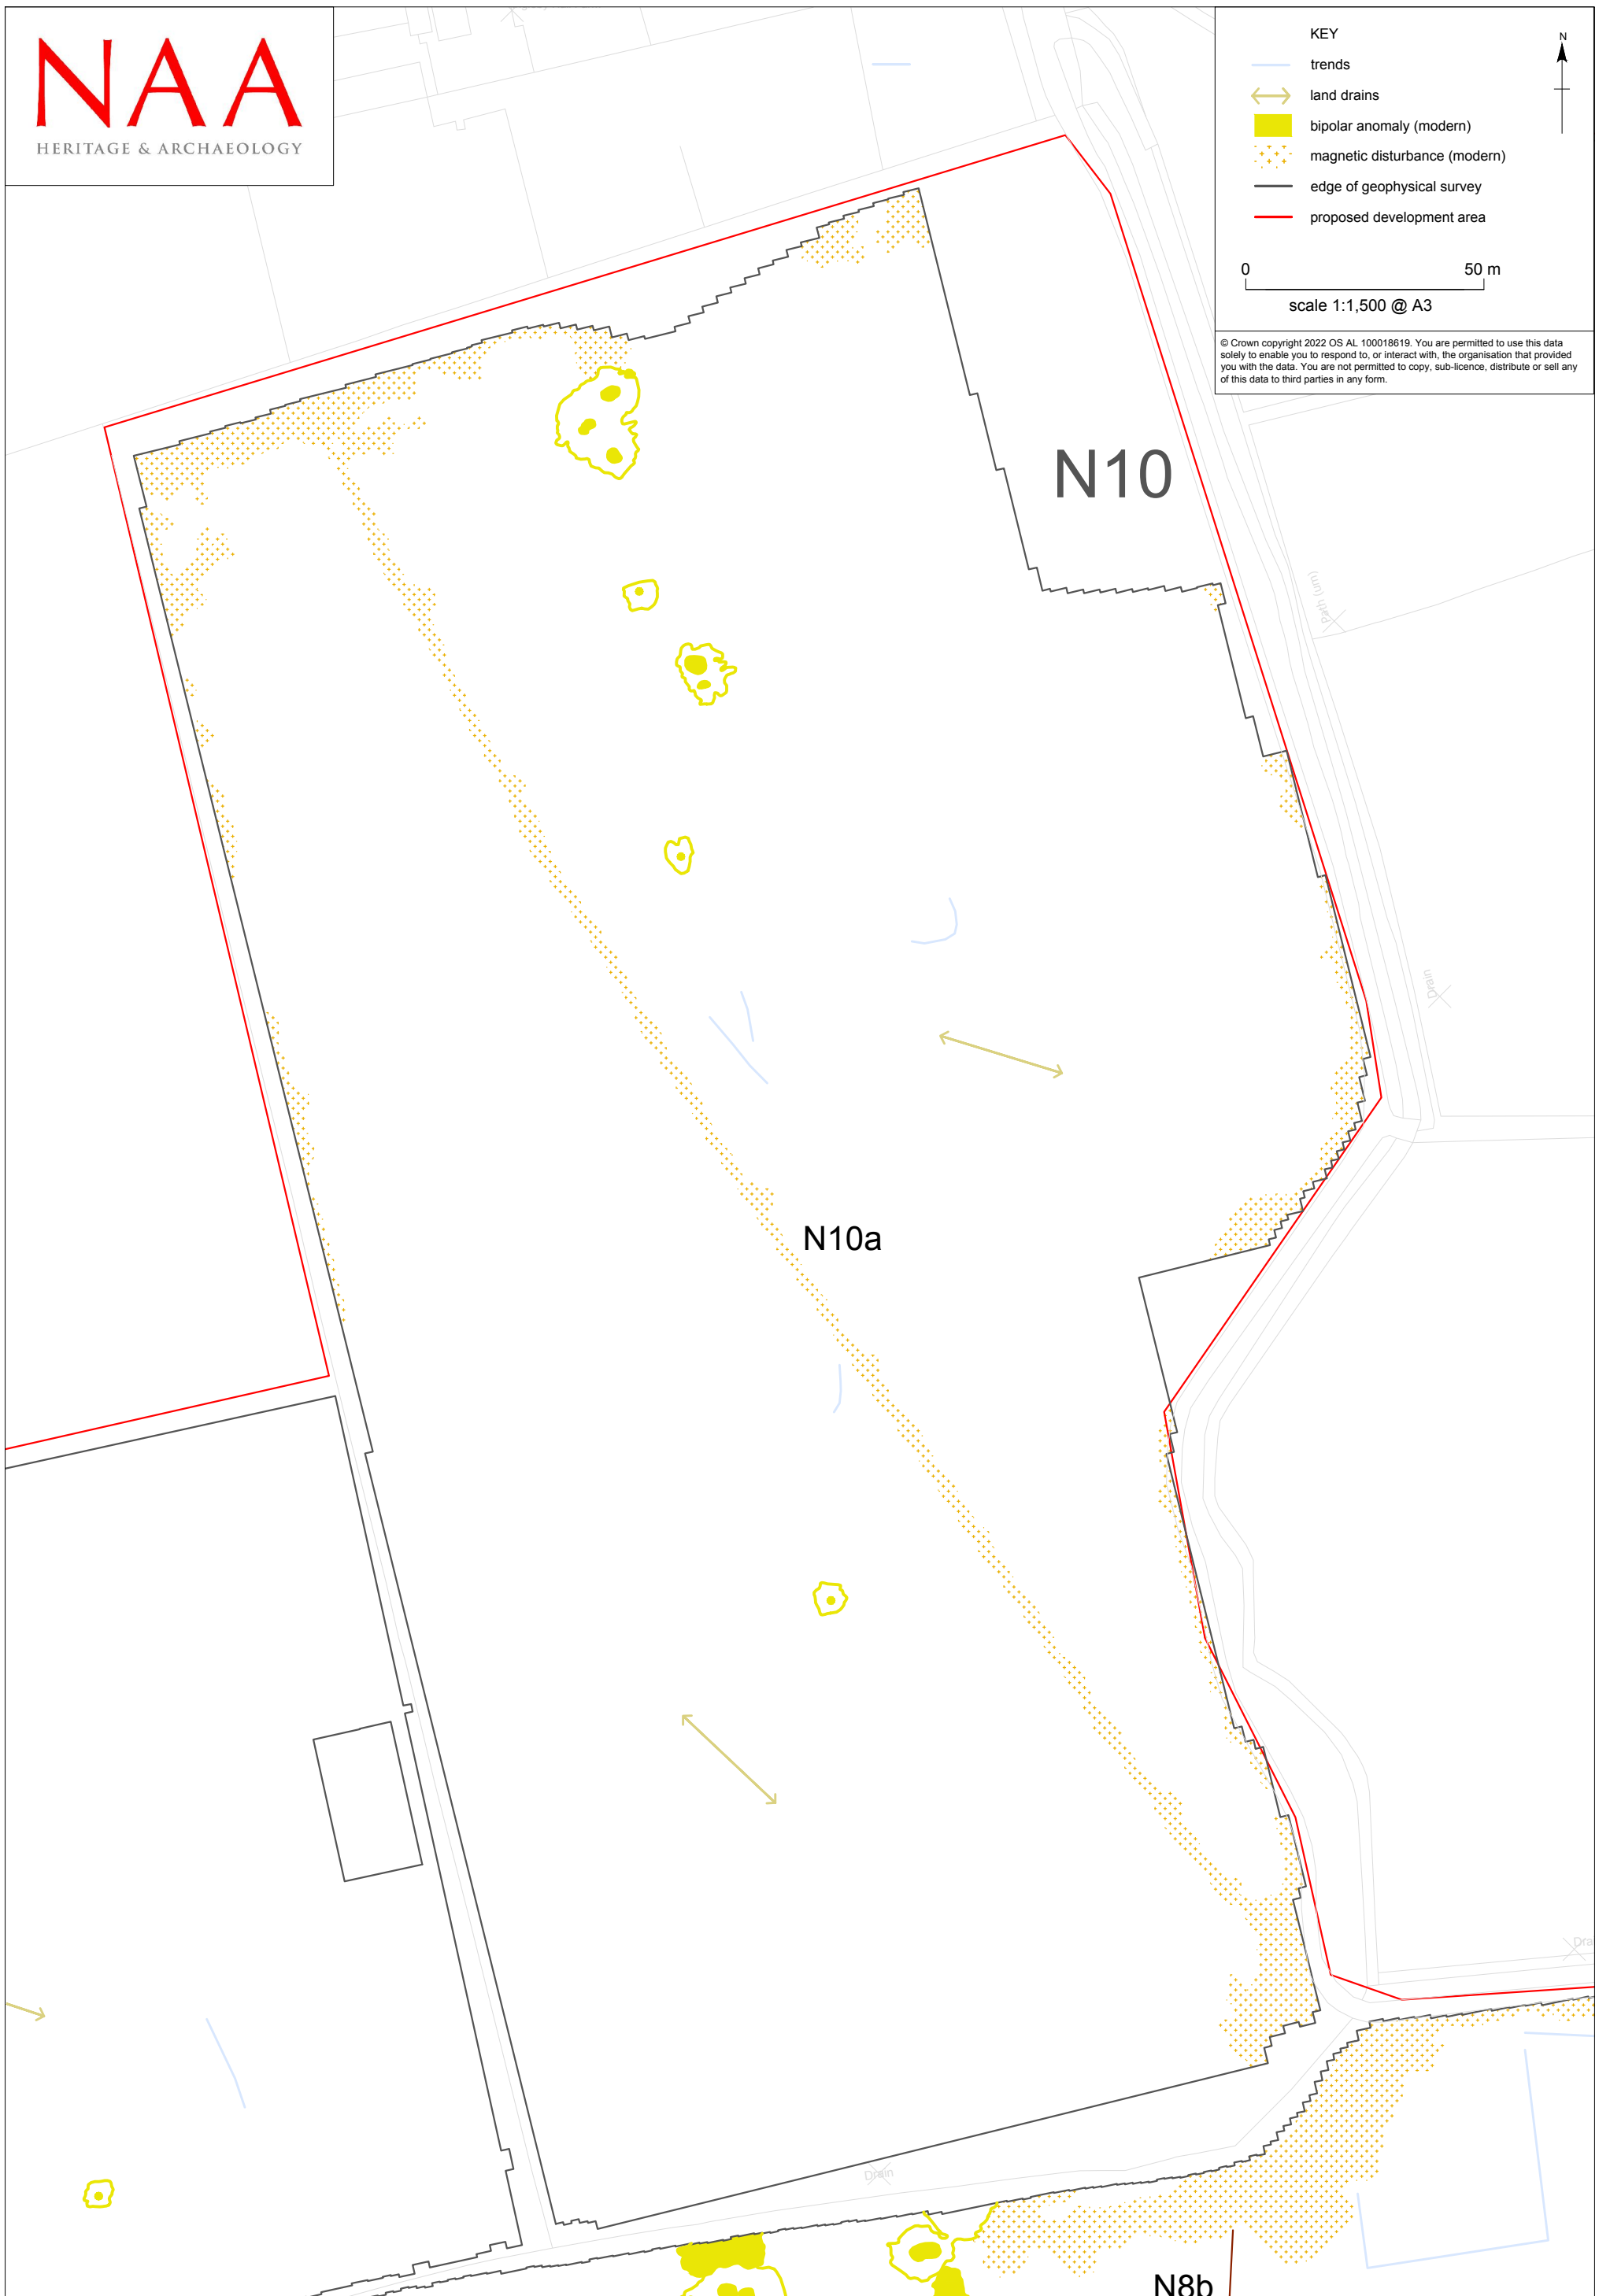 NAA
HERITAGE & ARCHAEOLOGY
KEY
N
trends
land drains
bipolar anomaly (modern)
magnetic disturbance (modern)
edge of geophysical survey
proposed development area
0 50 m
scale 1:1,500 @ A3
© Crown copyright 2022 OS AL 100018619. You are permitted to use this data
solely to enable you to respond to, or interact with, the organisation that provided
you with the data. You are not permitted to copy, sub-licence, distribute or sell any
of this data to third parties in any form.
N10
Path (um)
Drain
N10a
Dra
Drain
N8b